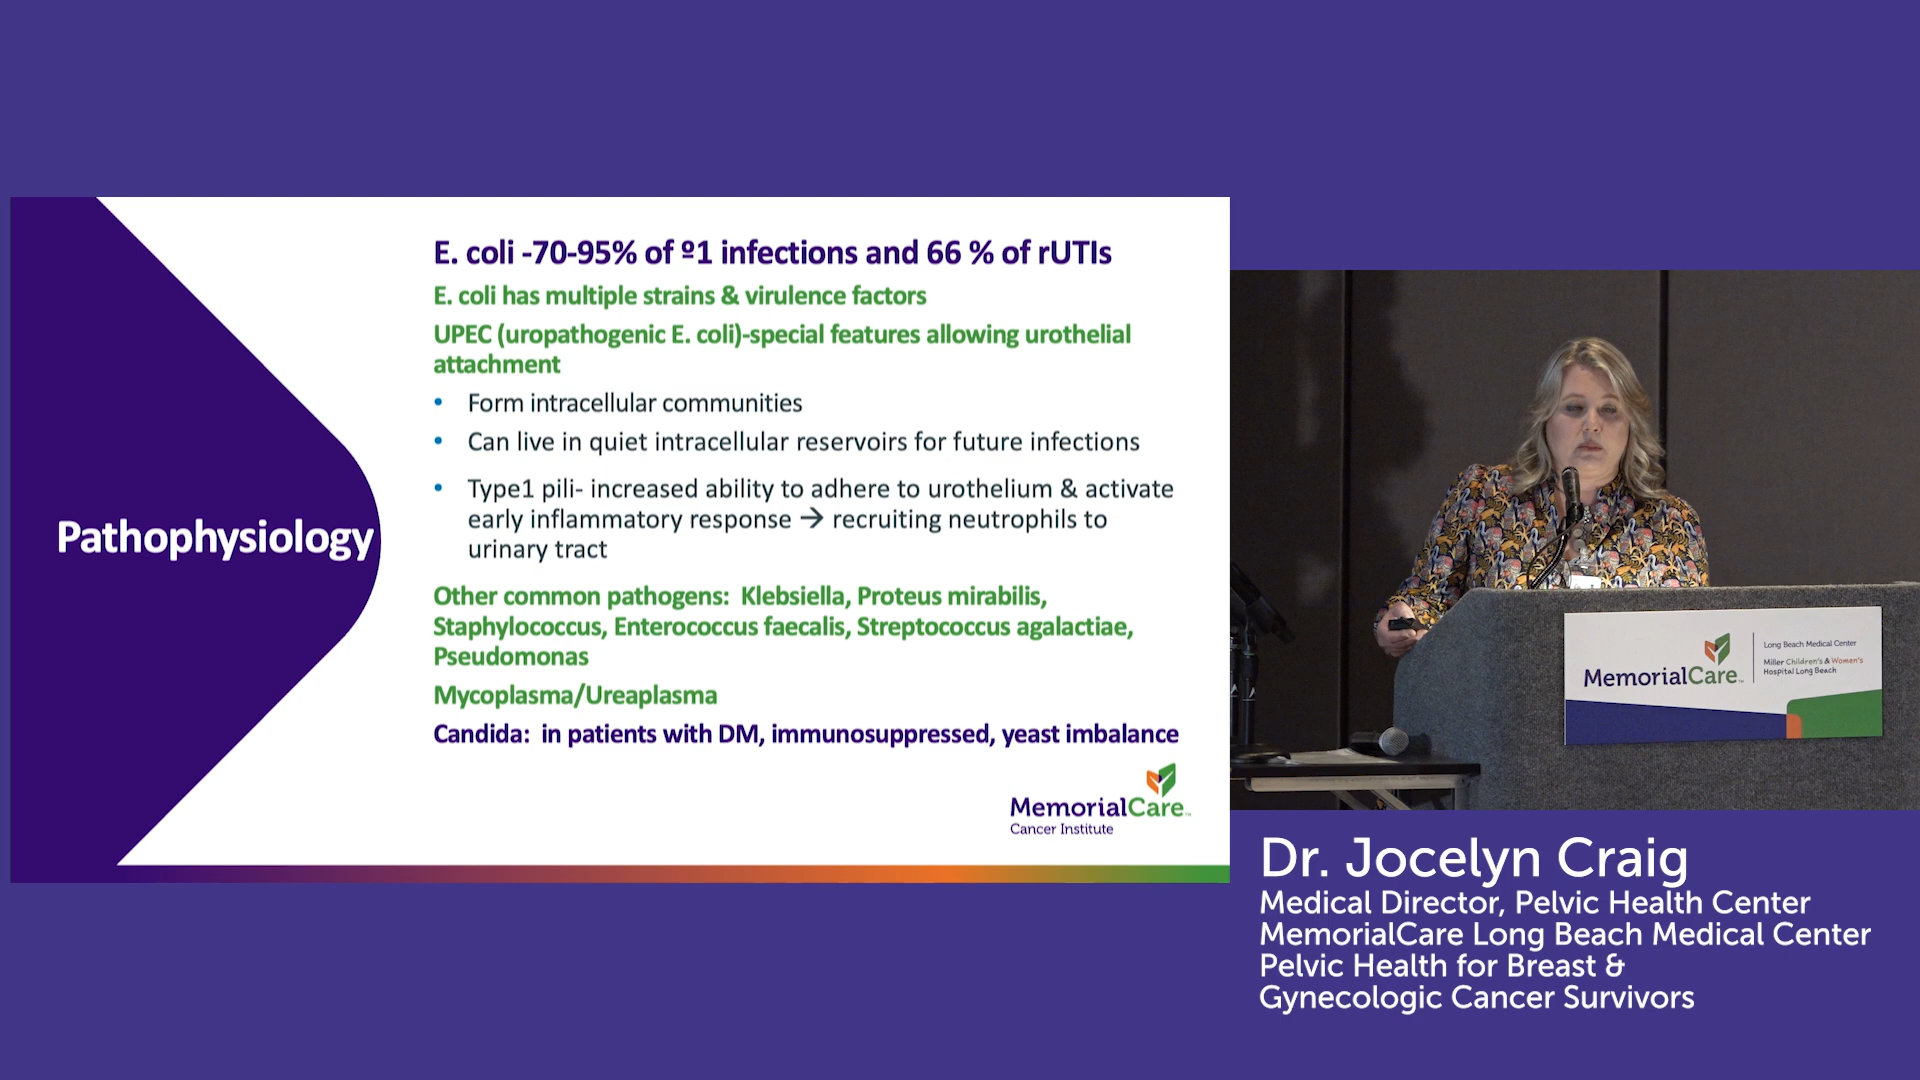 Pathophysiology
E. coli -70-95% of º1 infections and 66 % of rUTIs
E. coli has multiple strains & virulence factors
UPEC (uropathogenic E. coli)-special features allowing urothelial
attachment
• Form intracellular communities
• Can live in quiet intracellular reservoirs for future infections
• Type1 pili- increased ability to adhere to urothelium & activate
early inflammatory response → recruiting neutrophils to
urinary tract
Other common pathogens: Klebsiella, Proteus mirabilis,
Staphylococcus, Enterococcus faecalis, Streptococcus agalactiae,
Pseudomonas
Mycoplasma/Ureaplasma
Candida: in patients with DM, immunosuppressed, yeast imbalance
MemorialCare™
Cancer Institute
MemorialCare™
Long Beach Medical Center
Miller Children's & Women's
Hospital Long Beach
Dr. Jocelyn Craig
Medical Director, Pelvic Health Center
MemorialCare Long Beach Medical Center
Pelvic Health for Breast &
Gynecologic Cancer Survivors